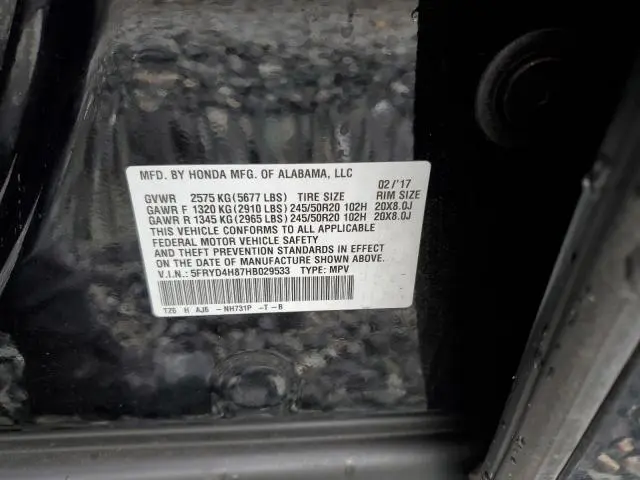 MFD. BY HONDA MFG. OF ALABAMA, LLC
02/'17
GVWR 2575 KG (5677 LBS) TIRE SIZE RIM SIZE
GAWR F 1320 KG (2910 LBS) 245/50R20 102H 20X8.0J
GAWR R 1345 KG (2965 LBS) 245/50R20 102H 20X8.0J
THIS VEHICLE CONFORMS TO ALL APPLICABLE
FEDERAL MOTOR VEHICLE SAFETY
AND THEFT PREVENTION STANDARDS IN EFFECT
ON THE DATE OF MANUFACTURE SHOWN ABOVE.
V.I.N.: 5FRYD4H87HB029533 TYPE: MPV
TZ6 H AJ6 - NH731P -T-B